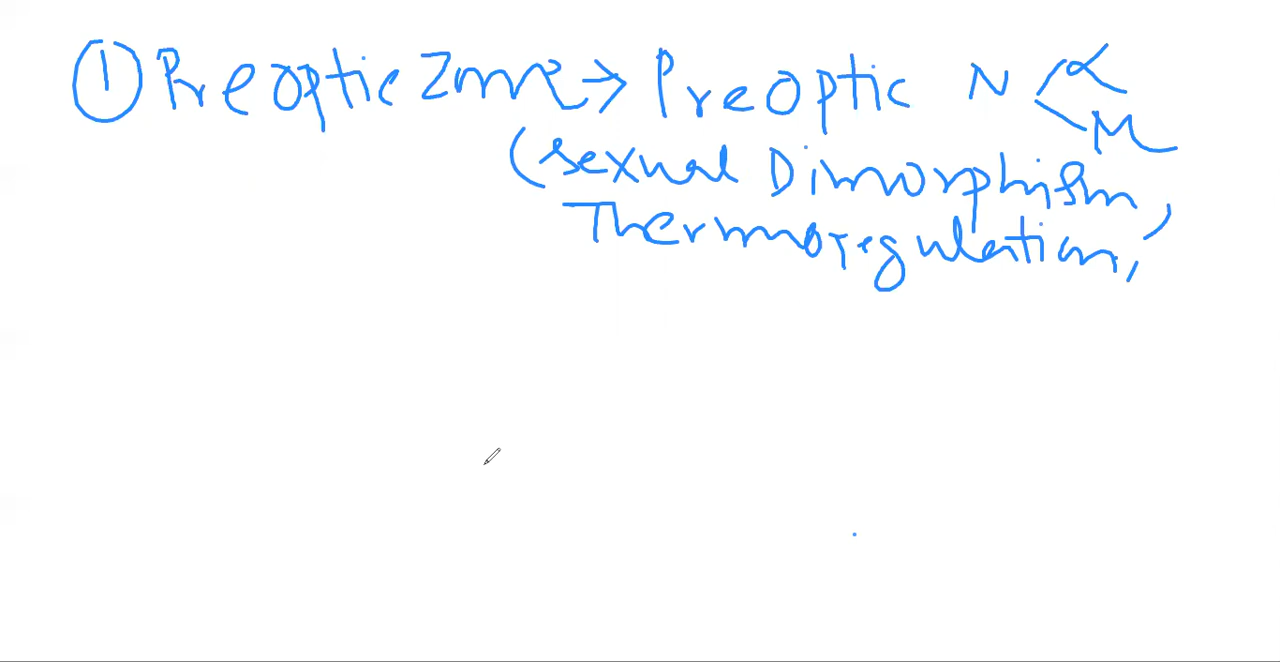 ① Preoptic Zone → Preoptic N < α
M
(sexual Dimorphism,
Thermoregulation,